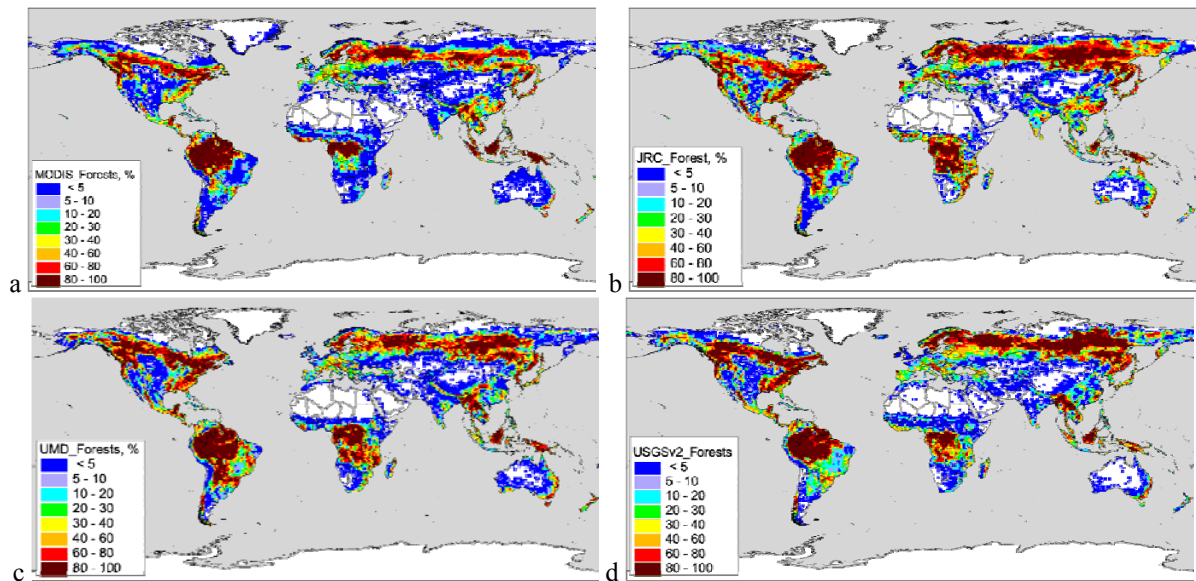 MODIS_Forests, %
< 5
5 - 10
10 - 20
20 - 30
30 - 40
40 - 60
60 - 80
80 - 100
a
JRC_Forest, %
< 5
5 - 10
10 - 20
20 - 30
30 - 40
40 - 60
60 - 80
80 - 100
b
UMD_Forests, %
< 5
5 - 10
10 - 20
20 - 30
30 - 40
40 - 60
60 - 80
80 - 100
c
USGSv2_Forests
< 5
5 - 10
10 - 20
20 - 30
30 - 40
40 - 60
60 - 80
80 - 100
d